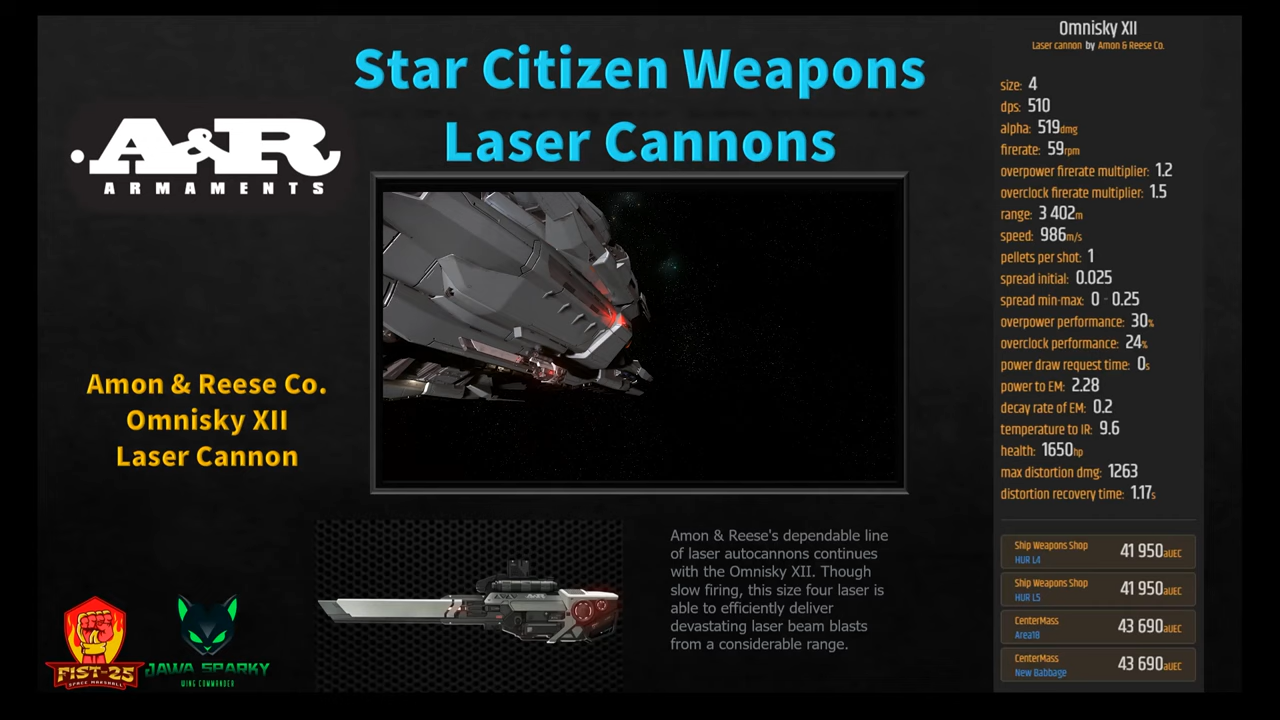 Star Citizen Weapons
Laser Cannons
A&R
ARMAMENTS
Amon & Reese Co.
Omnisky XII
Laser Cannon
Amon & Reese's dependable line
of laser autocannons continues
with the Omnisky XII. Though
slow firing, this size four laser is
able to efficiently deliver
devastating laser beam blasts
from a considerable range.
FIST-25
SPACE MARSHALL
JAWA SPARKY
WING COMMANDER
Omnisky XII
Laser cannon by Amon & Reese Co.
size: 4
dps: 510
alpha: 519dmg
firerate: 59rpm
overpower firerate multiplier: 1.2
overclock firerate multiplier: 1.5
range: 3 402m
speed: 986m/s
pellets per shot: 1
spread initial: 0.025
spread min-max: 0 - 0.25
overpower performance: 30%
overclock performance: 24%
power draw request time: 0s
power to EM: 2.28
decay rate of EM: 0.2
temperature to IR: 9.6
health: 1650hp
max distortion dmg: 1263
distortion recovery time: 1.17s
Ship Weapons Shop 41 950aUEC
HUR L4
Ship Weapons Shop 41 950aUEC
HUR L5
CenterMass 43 690aUEC
Area18
CenterMass 43 690aUEC
New Babbage